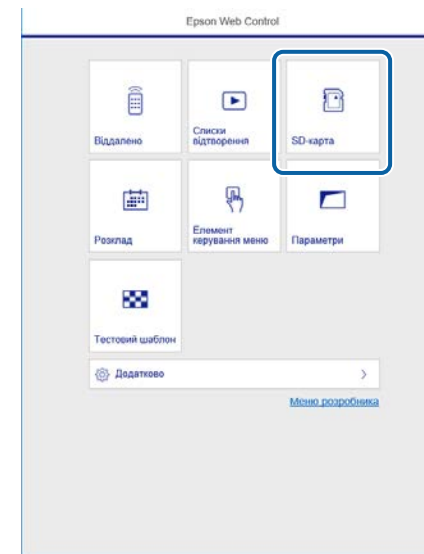 Epson Web Control
Віддалено
Списки
відтворення
SD-карта
Розклад
Елемент
керування меню
Параметри
Тестовий шаблон
Додатково
Меню розробника